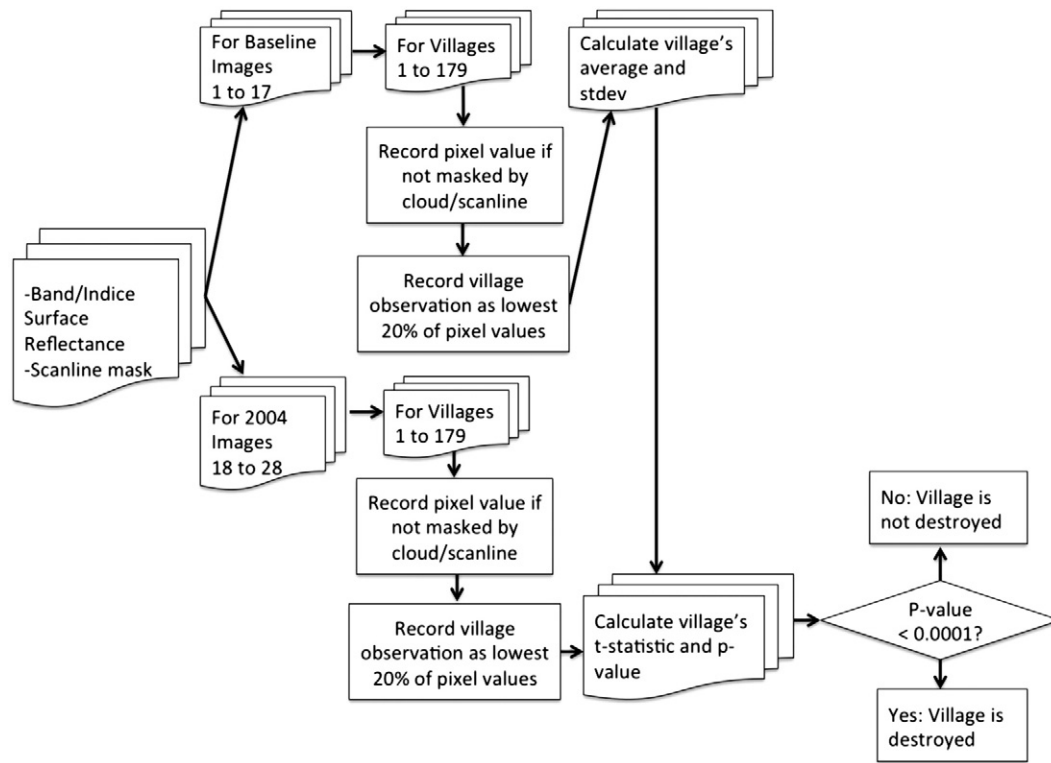 -Band/Indice
Surface
Reflectance
-Scanline mask
For Baseline
Images
1 to 17
For Villages
1 to 179
Record pixel value if
not masked by
cloud/scanline
Record village
observation as lowest
20% of pixel values
Calculate village's
average and
stdev
For 2004
Images
18 to 28
For Villages
1 to 179
Record pixel value if
not masked by
cloud/scanline
Record village
observation as lowest
20% of pixel values
Calculate village's
t-statistic and p-
value
P-value
< 0.0001?
No: Village is
not destroyed
Yes: Village is
destroyed